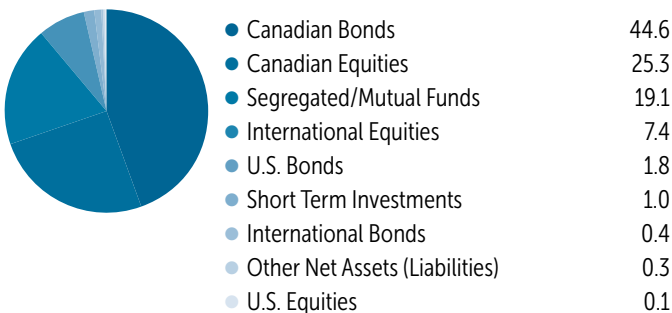 Canadian Bonds 44.6
Canadian Equities 25.3
Segregated/Mutual Funds 19.1
International Equities 7.4
U.S. Bonds 1.8
Short Term Investments 1.0
International Bonds 0.4
Other Net Assets (Liabilities) 0.3
U.S. Equities 0.1